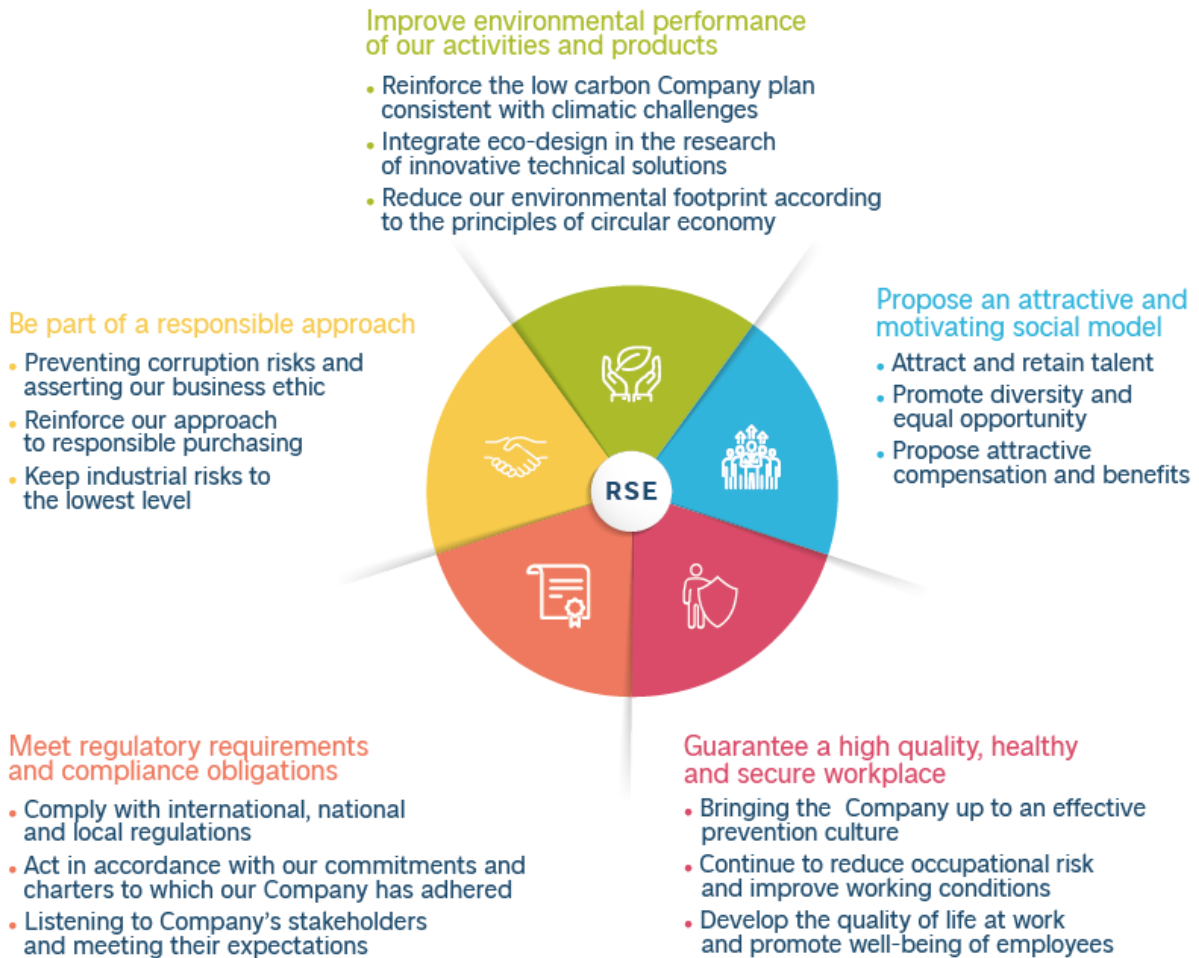 Improve environmental performance
of our activities and products
• Reinforce the low carbon Company plan
consistent with climatic challenges
• Integrate eco-design in the research
of innovative technical solutions
• Reduce our environmental footprint according
to the principles of circular economy
Propose an attractive and
motivating social model
• Attract and retain talent
• Promote diversity and
equal opportunity
• Propose attractive
compensation and benefits
Be part of a responsible approach
• Preventing corruption risks and
asserting our business ethic
• Reinforce our approach
to responsible purchasing
• Keep industrial risks to
the lowest level
RSE
Meet regulatory requirements
and compliance obligations
• Comply with international, national
and local regulations
• Act in accordance with our commitments and
charters to which our Company has adhered
• Listening to Company's stakeholders
and meeting their expectations
Guarantee a high quality, healthy
and secure workplace
• Bringing the Company up to an effective
prevention culture
• Continue to reduce occupational risk
and improve working conditions
• Develop the quality of life at work
and promote well-being of employees